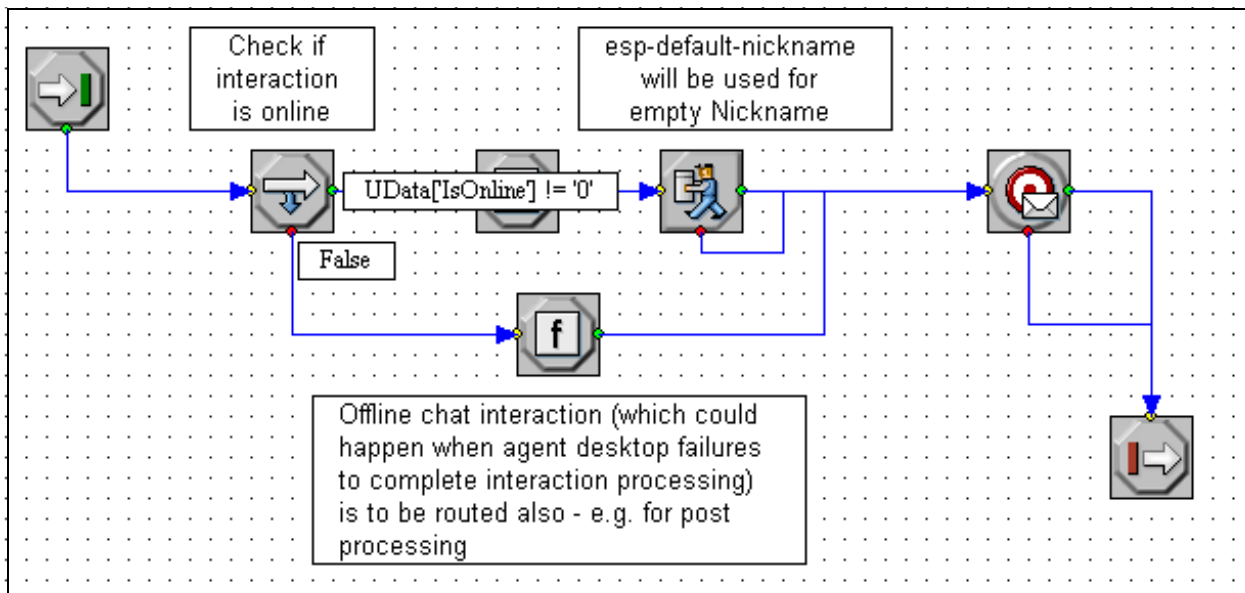 Check if
interaction
is online
esp-default-nickname
will be used for
empty Nickname
UData['IsOnline'] != '0'
False
f
Offline chat interaction (which could
happen when agent desktop failures
to complete interaction processing)
is to be routed also - e.g. for post
processing